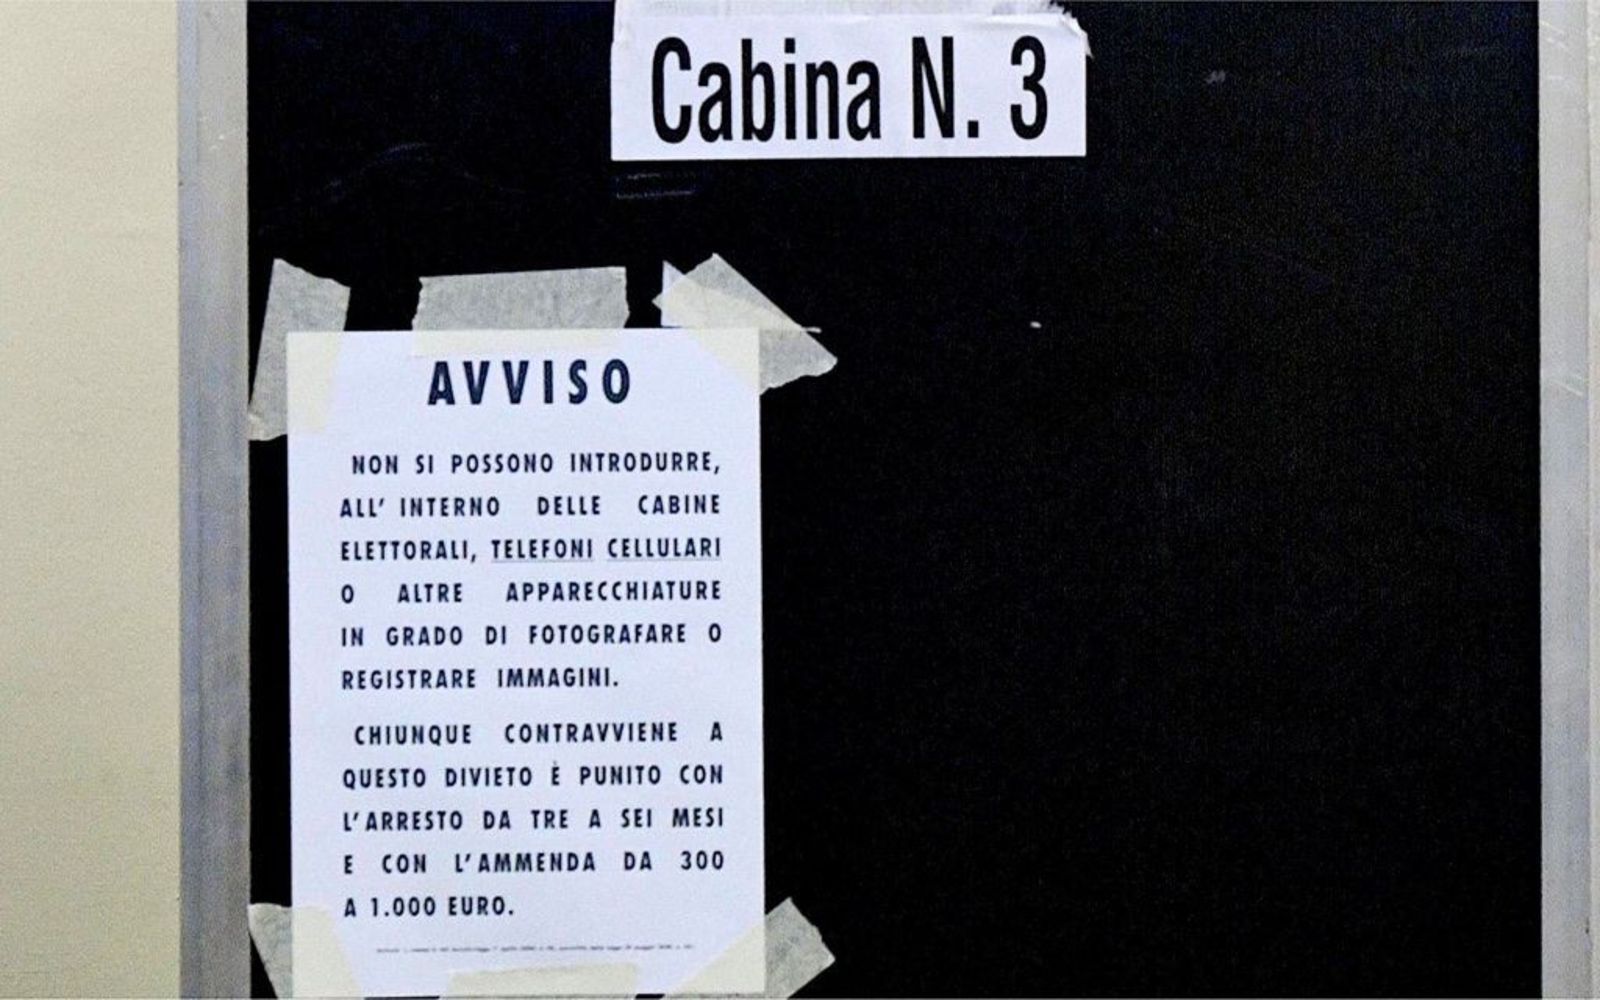 Cabina N. 3
AVVISO
NON SI POSSONO INTRODURRE,
ALL' INTERNO DELLE CABINE
ELETTORALI, TELEFONI CELLULARI
O ALTRE APPARECCHIATURE
IN GRADO DI FOTOGRAFARE O
REGISTRARE IMMAGINI.
CHIUNQUE CONTRAVVIENE A
QUESTO DIVIETO È PUNITO CON
L'ARRESTO DA TRE A SEI MESI
E CON L'AMMENDA DA 300
A 1.000 EURO.